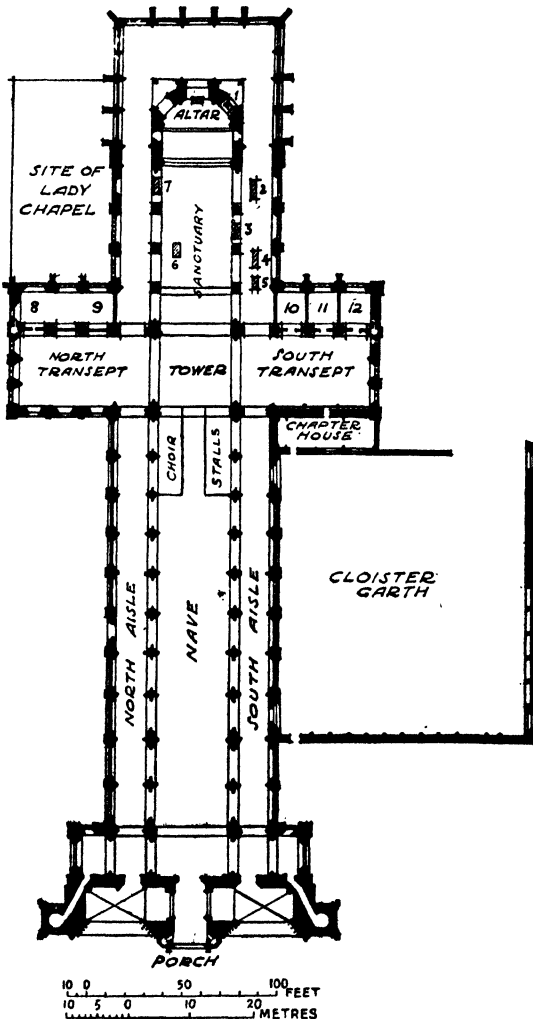 1
ALTAR
SITE OF
LADY
CHAPEL
7
2
SANCTUARY
3
6
4
5
8 9
10 11 12
NORTH
TRANSEPT
TOWER
SOUTH
TRANSEPT
CHAPTER
HOUSE
CHOIR
STALLS
CLOISTER
GARTH
NORTH AISLE
NAVE
SOUTH AISLE
PORCH
10 0 50 100 FEET
10 5 0 10 20 METRES